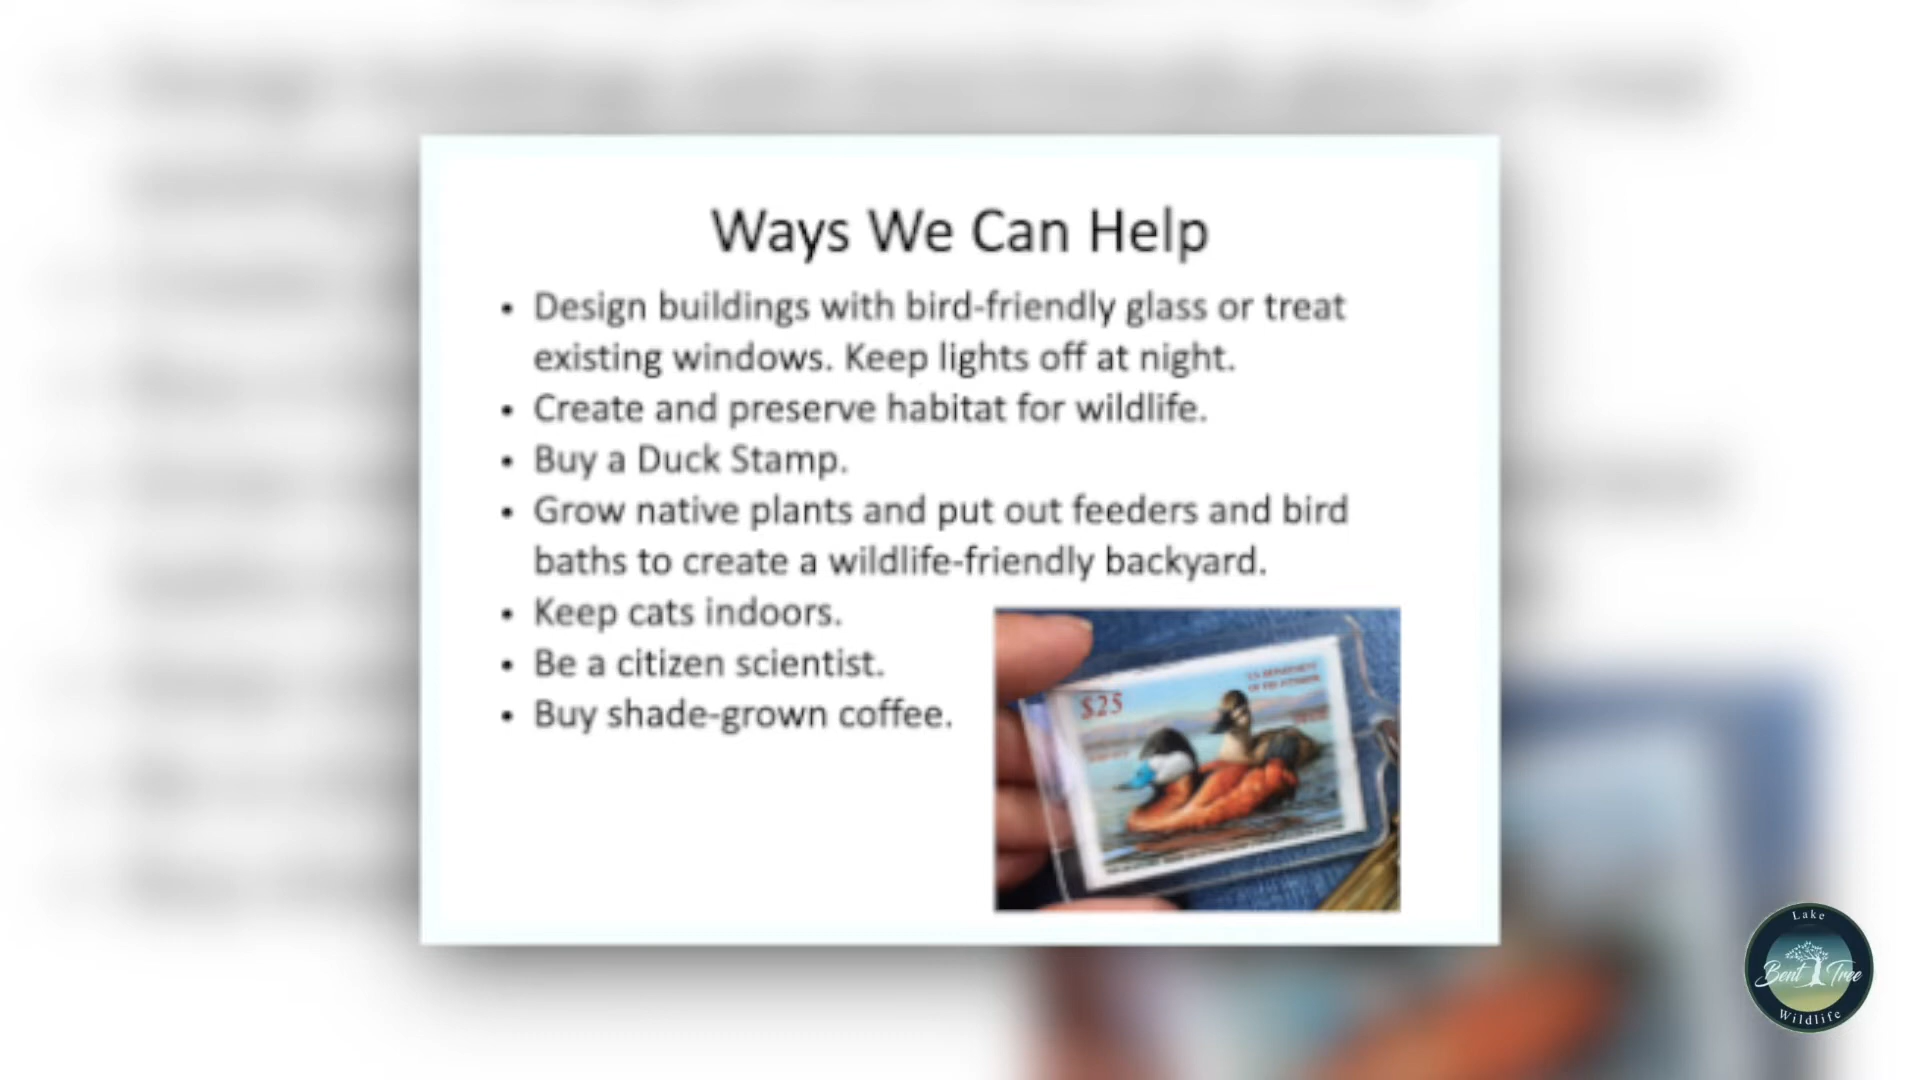 Ways We Can Help
• Design buildings with bird-friendly glass or treat
existing windows. Keep lights off at night.
• Create and preserve habitat for wildlife.
• Buy a Duck Stamp.
• Grow native plants and put out feeders and bird
baths to create a wildlife-friendly backyard.
• Keep cats indoors.
• Be a citizen scientist.
• Buy shade-grown coffee.
$25
Lake
Bent Tree
Wildlife